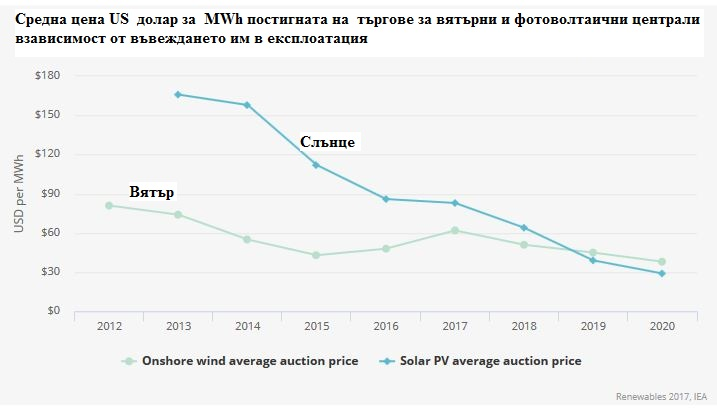 Средна цена US долар за MWh постигната на търгове за вятърни и фотоволтаични централи
взависимост от въвеждането им в експлоатация
$180
$150
$120
$90
$60
$30
$0
USD per MWh
Слънце
Вятър
2012 2013 2014 2015 2016 2017 2018 2019 2020
Onshore wind average auction price Solar PV average auction price
Renewables 2017, IEA